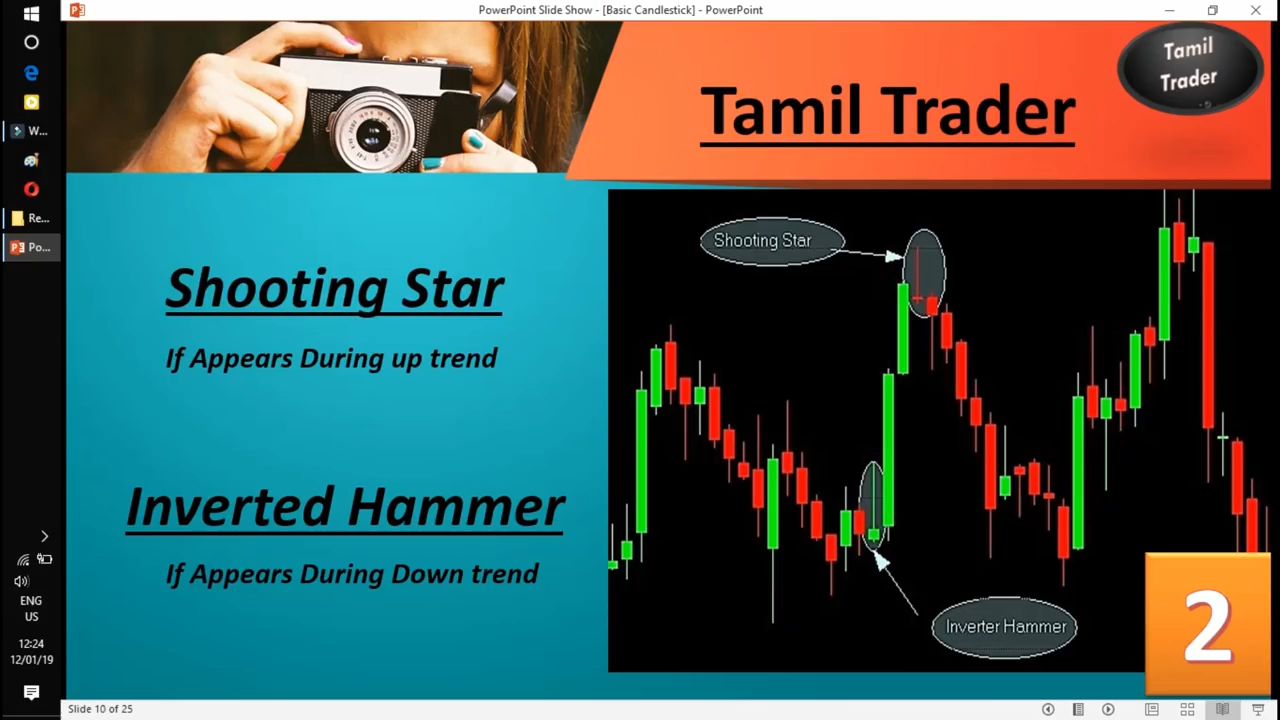 PowerPoint Slide Show - [Basic Candlestick] - PowerPoint
Tamil Trader
Tamil
Trader
W...
Re...
Po...
Shooting Star
If Appears During up trend
Inverted Hammer
If Appears During Down trend
Shooting Star
Inverter Hammer
2
ENG
US
12:24
12/01/19
Slide 10 of 25